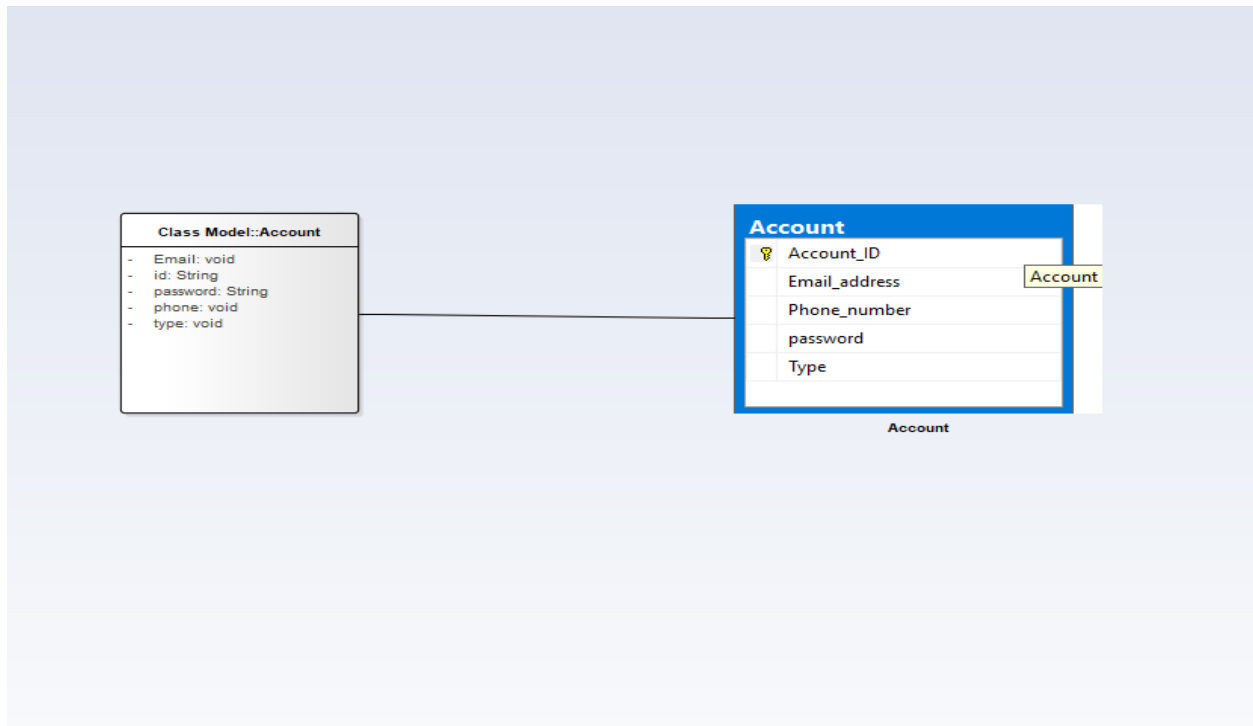 Class Model::Account
- Email: void
- id: String
- password: String
- phone: void
- type: void
Account
Account_ID
Email_address
Account
Phone_number
password
Type
Account